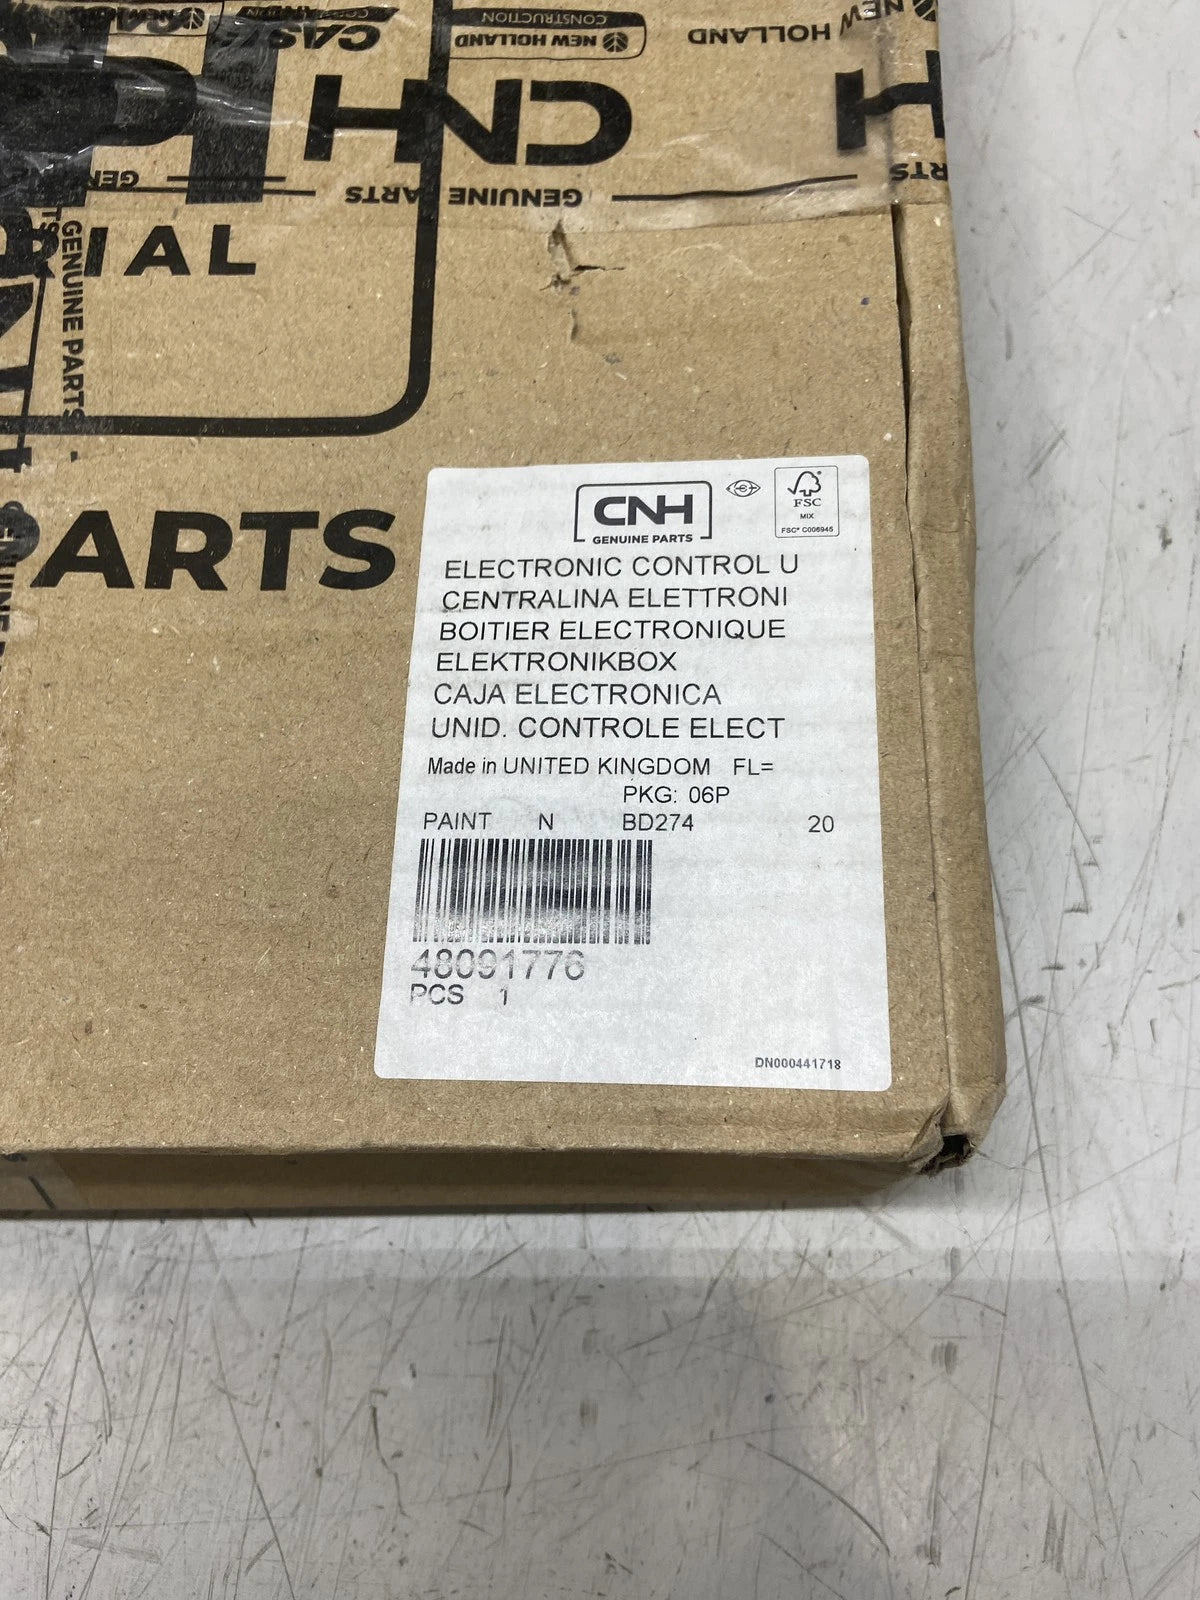 NEW HOLLAND
CONSTRUCTION
CASE
NEW HOLLAND
CNH
GENUINE PARTS
RIAL
GENUINE PARTS
PARTS
CNH
GENUINE PARTS
FSC
MIX
FSC® C006945
ELECTRONIC CONTROL U
CENTRALINA ELETTRONI
BOITIER ELECTRONIQUE
ELEKTRONIKBOX
CAJA ELECTRONICA
UNID. CONTROLE ELECT
Made in UNITED KINGDOM FL=
PKG: 06P
PAINT N BD274 20
48091776
PCS 1
DN000441718